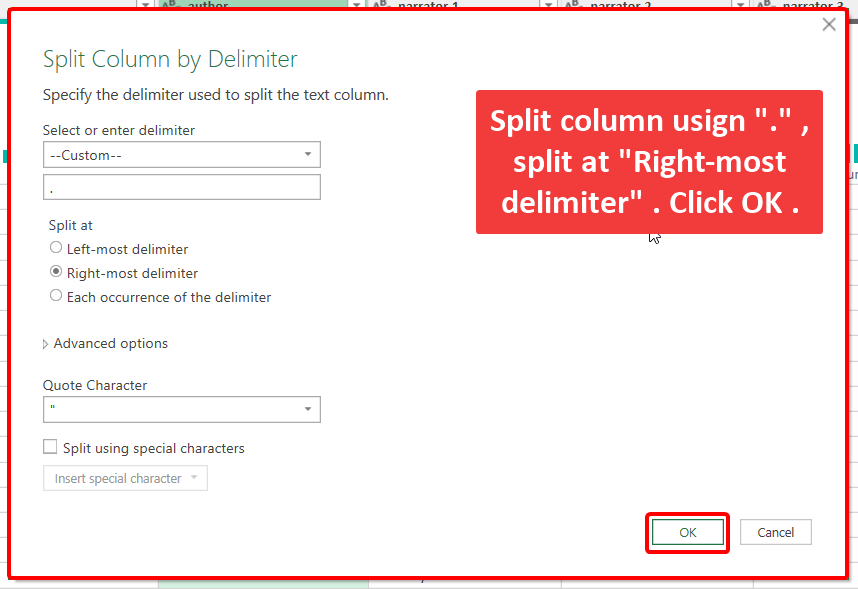 author narrator 1 narrator 2 narrator 3
Split Column by Delimiter
Specify the delimiter used to split the text column.
Select or enter delimiter
--Custom--
.
Split at
Left-most delimiter
Right-most delimiter
Each occurrence of the delimiter
Advanced options
Quote Character
"
Split using special characters
Insert special character
OK
Cancel
Split column usign "." ,
split at "Right-most
delimiter" . Click OK .